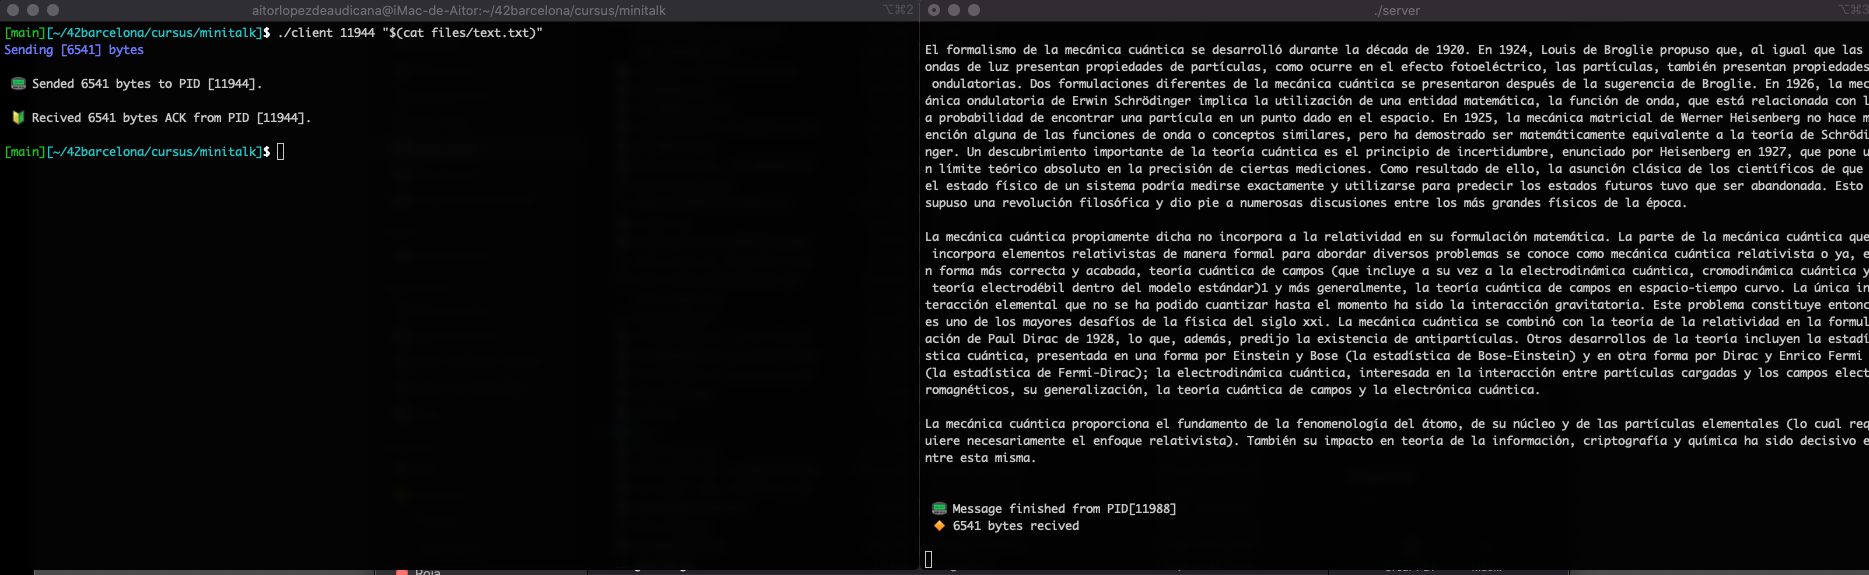 aitorlopezdeaudicana@iMac-de-Aitor:~/42barcelona/cursus/minitalk
⌥⌘2
[main][~/42barcelona/cursus/minitalk]$ ./client 11944 "$(cat files/text.txt)"
Sending [6541] bytes
Sended 6541 bytes to PID [11944].
Recived 6541 bytes ACK from PID [11944].
[main][~/42barcelona/cursus/minitalk]$
./server
⌥⌘3
El formalismo de la mecánica cuántica se desarrolló durante la década de 1920. En 1924, Louis de Broglie propuso que, al igual que las
ondas de luz presentan propiedades de partículas, como ocurre en el efecto fotoeléctrico, las partículas, también presentan propiedades
ondulatorias. Dos formulaciones diferentes de la mecánica cuántica se presentaron después de la sugerencia de Broglie. En 1926, la mec
ánica ondulatoria de Erwin Schrödinger implica la utilización de una entidad matemática, la función de onda, que está relacionada con l
a probabilidad de encontrar una partícula en un punto dado en el espacio. En 1925, la mecánica matricial de Werner Heisenberg no hace m
ención alguna de las funciones de onda o conceptos similares, pero ha demostrado ser matemáticamente equivalente a la teoría de Schrödi
nger. Un descubrimiento importante de la teoría cuántica es el principio de incertidumbre, enunciado por Heisenberg en 1927, que pone u
n límite teórico absoluto en la precisión de ciertas mediciones. Como resultado de ello, la asunción clásica de los científicos de que
el estado físico de un sistema podría medirse exactamente y utilizarse para predecir los estados futuros tuvo que ser abandonada. Esto
supuso una revolución filosófica y dio pie a numerosas discusiones entre los más grandes físicos de la época.
La mecánica cuántica propiamente dicha no incorpora a la relatividad en su formulación matemática. La parte de la mecánica cuántica que
incorpora elementos relativistas de manera formal para abordar diversos problemas se conoce como mecánica cuántica relativista o ya, e
n forma más correcta y acabada, teoría cuántica de campos (que incluye a su vez a la electrodinámica cuántica, cromodinámica cuántica y
teoría electrodébil dentro del modelo estándar)1 y más generalmente, la teoría cuántica de campos en espacio-tiempo curvo. La única in
teracción elemental que no se ha podido cuantizar hasta el momento ha sido la interacción gravitatoria. Este problema constituye entonc
es uno de los mayores desafíos de la física del siglo xxi. La mecánica cuántica se combinó con la teoría de la relatividad en la formul
ación de Paul Dirac de 1928, lo que, además, predijo la existencia de antipartículas. Otros desarrollos de la teoría incluyen la estadí
stica cuántica, presentada en una forma por Einstein y Bose (la estadística de Bose-Einstein) y en otra forma por Dirac y Enrico Fermi
(la estadística de Fermi-Dirac); la electrodinámica cuántica, interesada en la interacción entre partículas cargadas y los campos elect
romagnéticos, su generalización, la teoría cuántica de campos y la electrónica cuántica.
La mecánica cuántica proporciona el fundamento de la fenomenología del átomo, de su núcleo y de las partículas elementales (lo cual req
uiere necesariamente el enfoque relativista). También su impacto en teoría de la información, criptografía y química ha sido decisivo e
ntre esta misma.
Message finished from PID[11988]
6541 bytes recived